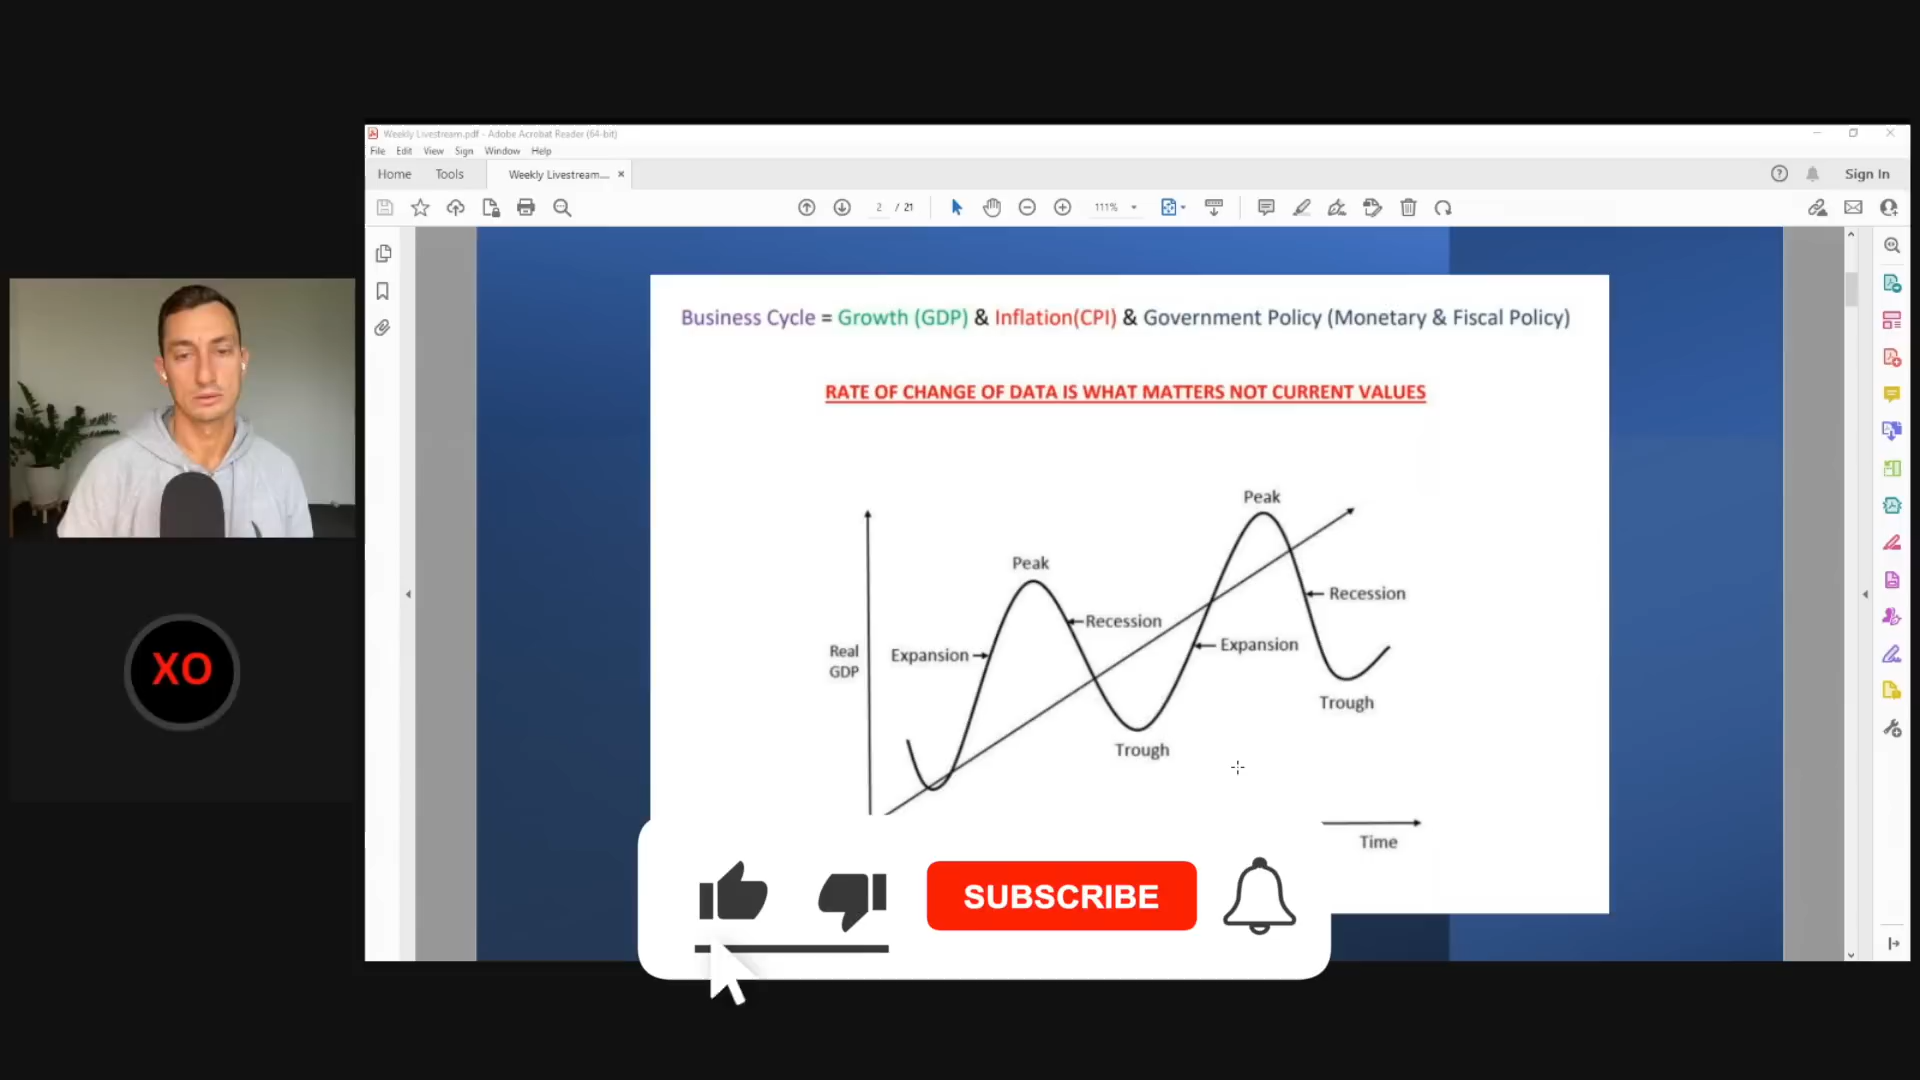 Weekly Livestream.pdf - Adobe Acrobat Reader (64-bit)
File Edit View Sign Window Help
Home Tools Weekly Livestream... ×
Sign In
2 / 21
111%
Business Cycle = Growth (GDP) & Inflation(CPI) & Government Policy (Monetary & Fiscal Policy)
RATE OF CHANGE OF DATA IS WHAT MATTERS NOT CURRENT VALUES
Peak
Peak
Recession
Recession
Expansion
Expansion
Real
GDP
XO
Trough
Trough
Time
SUBSCRIBE